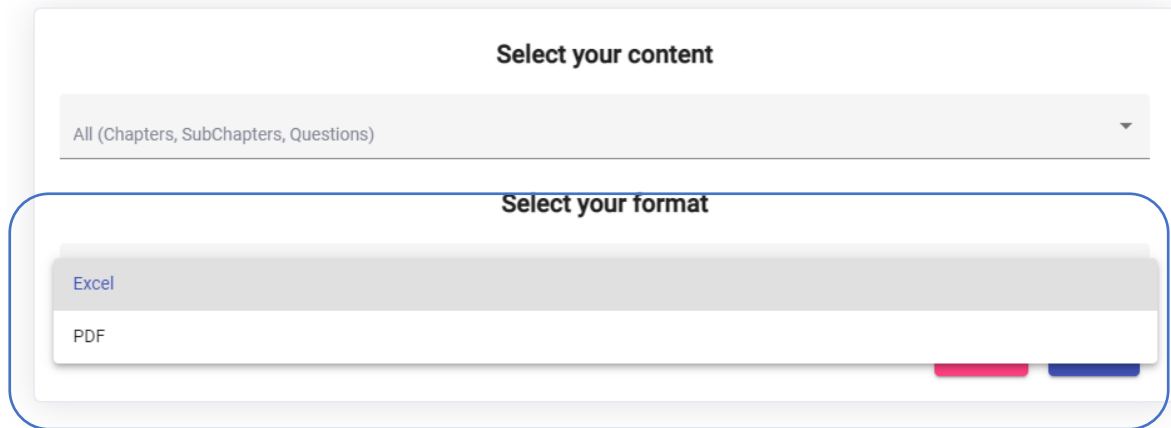 Select your content
All (Chapters, SubChapters, Questions)
Select your format
Excel
PDF